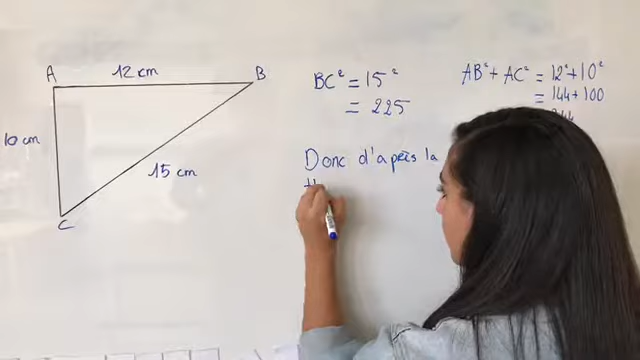 A 12 cm B
10 cm
15 cm
C
BC² = 15²
= 225
AB² + AC² = 12² + 10²
= 144 + 100
Donc d'après la